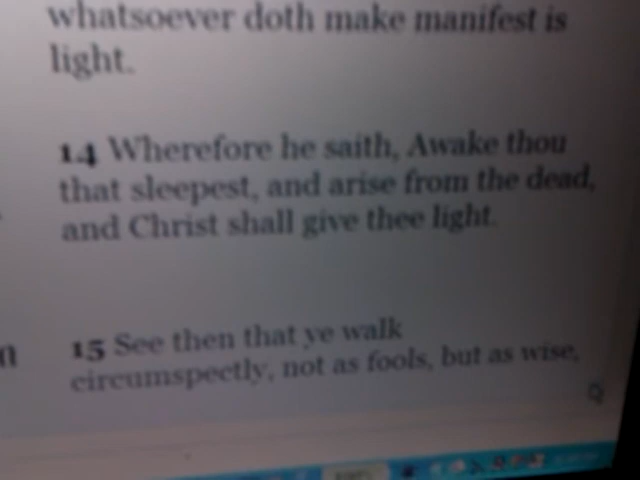 whatsoever doth make manifest is
light.
14 Wherefore he saith, Awake thou
that sleepest, and arise from the dead,
and Christ shall give thee light.
15 See then that ye walk
circumspectly, not as fools, but as wise,